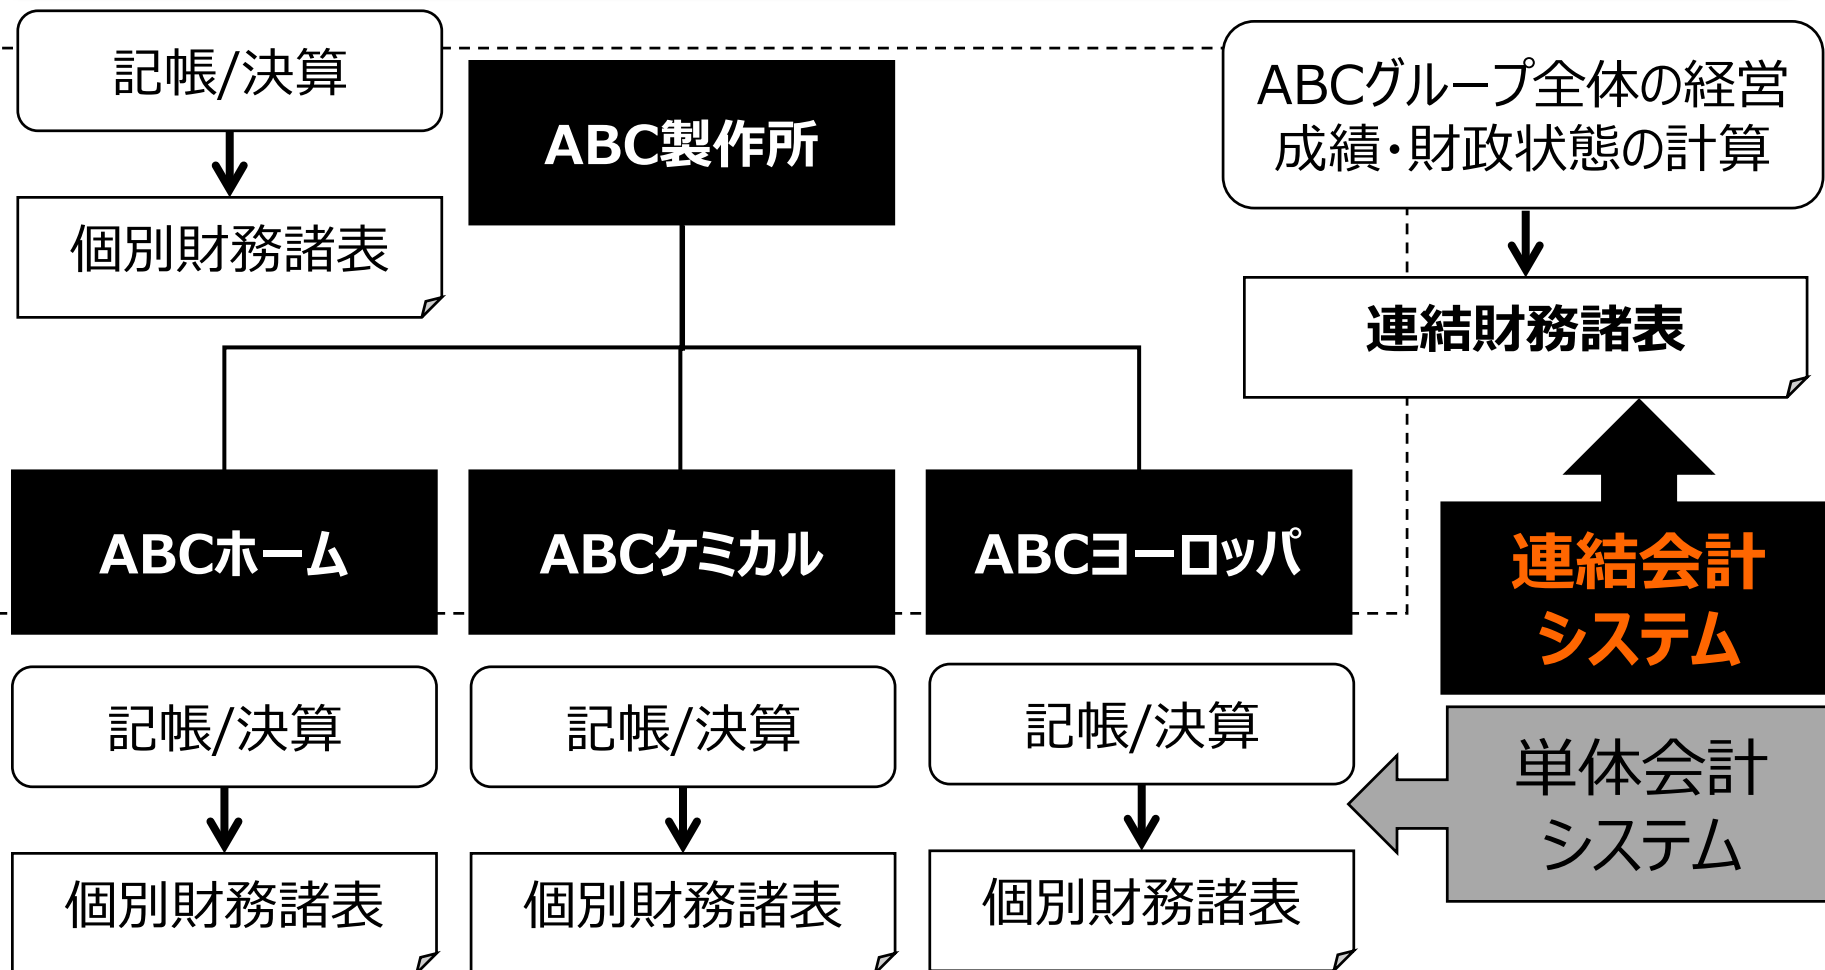 記帳/決算
個別財務諸表
ABC製作所
ABCグループ全体の経営
成績・財政状態の計算
連結財務諸表
ABCホーム
ABCケミカル
ABCヨーロッパ
連結会計
システム
記帳/決算
記帳/決算
記帳/決算
単体会計
システム
個別財務諸表
個別財務諸表
個別財務諸表